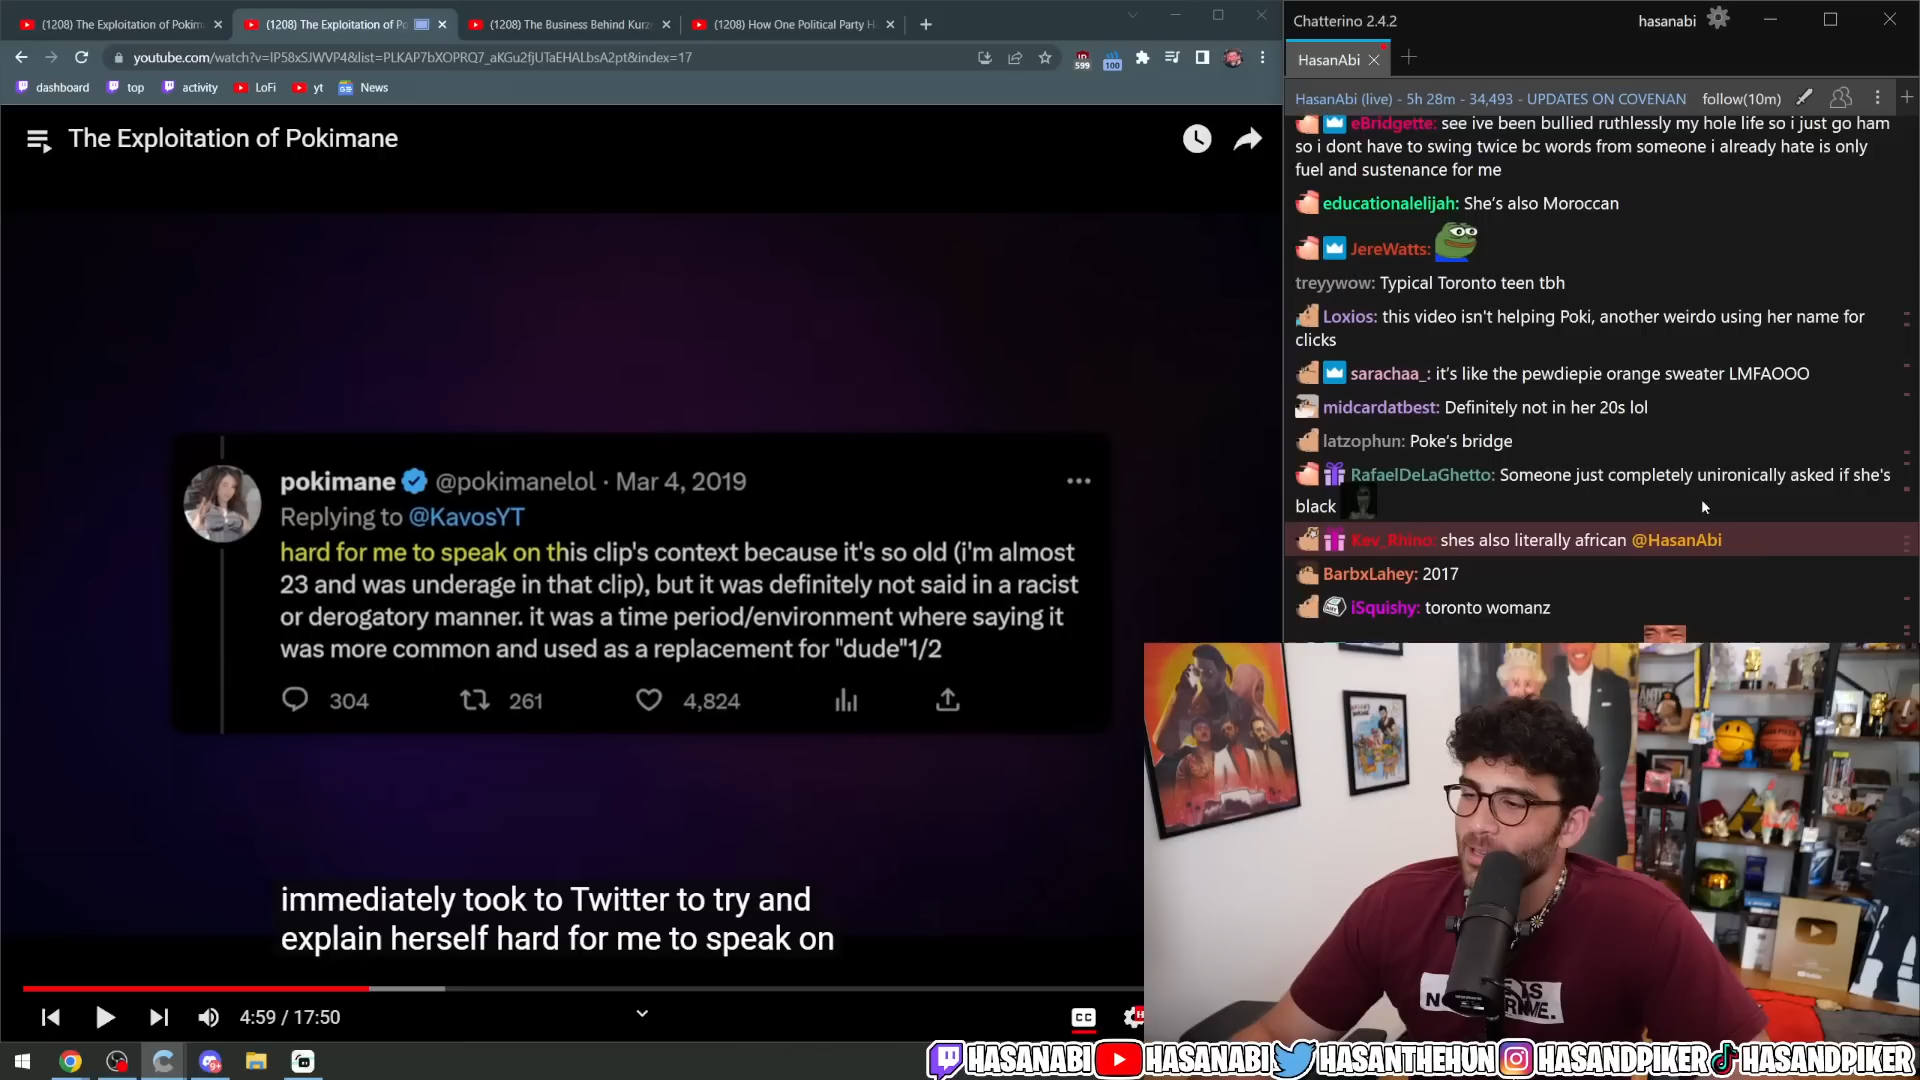 (1208) The Exploitation of Pokim
(1208) The Exploitation of Po
(1208) The Business Behind Kurz
(1208) How One Political Party H
youtube.com/watch?v=IP58xSJWVP4&list=PLKAP7bXOPRQ7_aKGu2fjUTaEHALbsA2pt&index=17
599
100
dashboard
top
activity
LoFi
yt
News
The Exploitation of Pokimane
pokimane @pokimanelol · Mar 4, 2019
Replying to @KavosYT
hard for me to speak on this clip's context because it's so old (i'm almost
23 and was underage in that clip), but it was definitely not said in a racist
or derogatory manner. it was a time period/environment where saying it
was more common and used as a replacement for "dude"1/2
304
261
4,824
immediately took to Twitter to try and
explain herself hard for me to speak on
4:59 / 17:50
CC
Chatterino 2.4.2
hasanabi
HasanAbi
HasanAbi (live) - 5h 28m - 34,493 - UPDATES ON COVENAN
follow(10m)
eBridgette: see ive been bullied ruthlessly my hole life so i just go ham
so i dont have to swing twice bc words from someone i already hate is only
fuel and sustenance for me
educationalelijah: She's also Moroccan
JereWatts:
treyywow: Typical Toronto teen tbh
Loxios: this video isn't helping Poki, another weirdo using her name for
clicks
sarachaa_: it's like the pewdiepie orange sweater LMFAOOO
midcardatbest: Definitely not in her 20s lol
latzophun: Poke's bridge
RafaelDeLaGhetto: Someone just completely unironically asked if she's
black
Kev_Rhino: shes also literally african @HasanAbi
BarbxLahey: 2017
iSquishy: toronto womanz
HASANABI
HASANABI
HASANTHEHUN
HASANDPIKER
HASANDPIKER